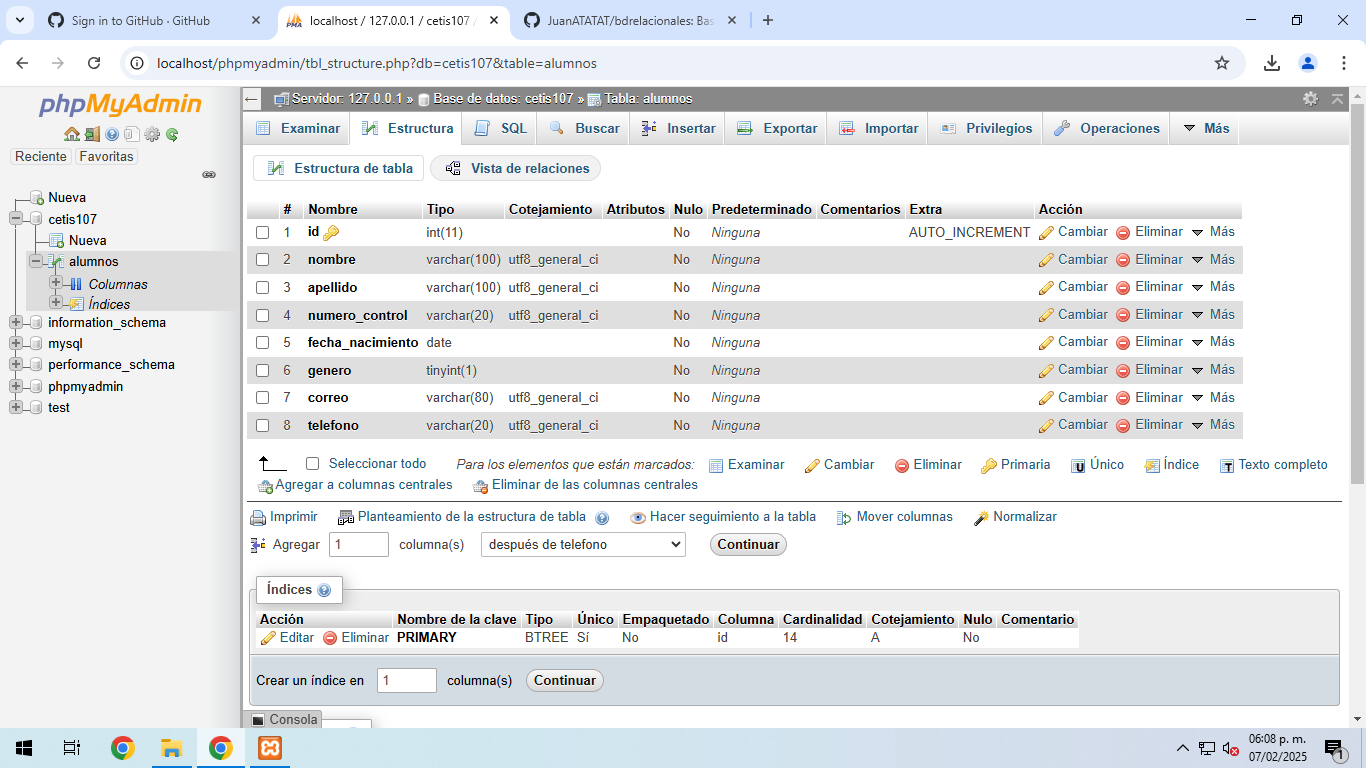 Sign in to GitHub · GitHub
localhost / 127.0.0.1 / cetis107 /
JuanATATAT/bdrelacionales: Bas
localhost/phpmyadmin/tbl_structure.php?db=cetis107&table=alumnos
phpMyAdmin
Reciente Favoritas
Nueva
cetis107
Nueva
alumnos
Columnas
Índices
information_schema
mysql
performance_schema
phpmyadmin
test
Servidor: 127.0.0.1 » Base de datos: cetis107 » Tabla: alumnos
Examinar Estructura SQL Buscar Insertar Exportar Importar Privilegios Operaciones Más
Estructura de tabla Vista de relaciones
# Nombre Tipo Cotejamiento Atributos Nulo Predeterminado Comentarios Extra Acción
1 id int(11) No Ninguna AUTO_INCREMENT Cambiar Eliminar Más
2 nombre varchar(100) utf8_general_ci No Ninguna Cambiar Eliminar Más
3 apellido varchar(100) utf8_general_ci No Ninguna Cambiar Eliminar Más
4 numero_control varchar(20) utf8_general_ci No Ninguna Cambiar Eliminar Más
5 fecha_nacimiento date No Ninguna Cambiar Eliminar Más
6 genero tinyint(1) No Ninguna Cambiar Eliminar Más
7 correo varchar(80) utf8_general_ci No Ninguna Cambiar Eliminar Más
8 telefono varchar(20) utf8_general_ci No Ninguna Cambiar Eliminar Más
Seleccionar todo Para los elementos que están marcados: Examinar Cambiar Eliminar Primaria Único Índice Texto completo
Agregar a columnas centrales Eliminar de las columnas centrales
Imprimir Planteamiento de la estructura de tabla Hacer seguimiento a la tabla Mover columnas Normalizar
Agregar 1 columna(s) después de telefono Continuar
Índices
Acción Nombre de la clave Tipo Único Empaquetado Columna Cardinalidad Cotejamiento Nulo Comentario
Editar Eliminar PRIMARY BTREE Sí No id 14 A No
Crear un índice en 1 columna(s) Continuar
Consola
06:08 p. m.
07/02/2025
1